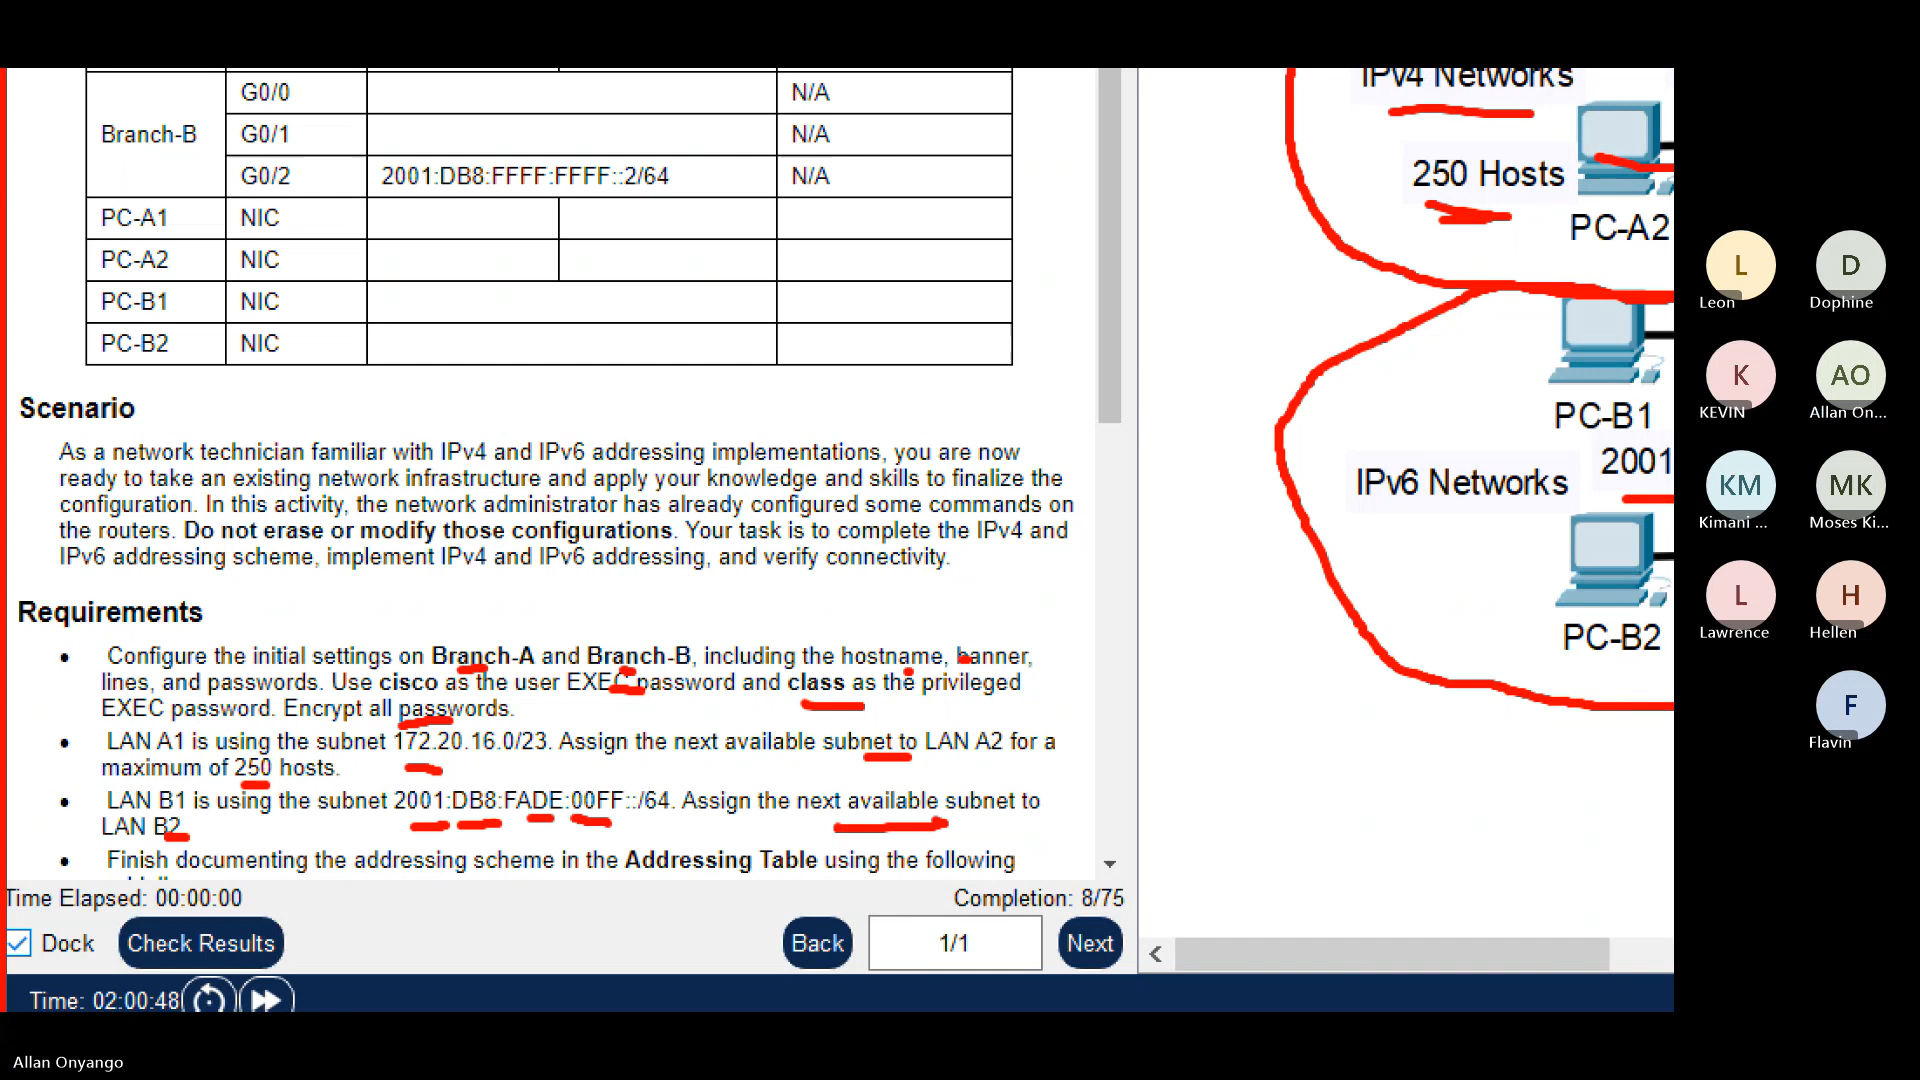 G0/0 N/A
Branch-B G0/1 N/A
G0/2 2001:DB8:FFFF:FFFF::2/64 N/A
PC-A1 NIC
PC-A2 NIC
PC-B1 NIC
PC-B2 NIC
Scenario
As a network technician familiar with IPv4 and IPv6 addressing implementations, you are now
ready to take an existing network infrastructure and apply your knowledge and skills to finalize the
configuration. In this activity, the network administrator has already configured some commands on
the routers. Do not erase or modify those configurations. Your task is to complete the IPv4 and
IPv6 addressing scheme, implement IPv4 and IPv6 addressing, and verify connectivity.
Requirements
• Configure the initial settings on Branch-A and Branch-B, including the hostname, banner,
lines, and passwords. Use cisco as the user EXEC password and class as the privileged
EXEC password. Encrypt all passwords.
• LAN A1 is using the subnet 172.20.16.0/23. Assign the next available subnet to LAN A2 for a
maximum of 250 hosts.
• LAN B1 is using the subnet 2001:DB8:FADE:00FF::/64. Assign the next available subnet to
LAN B2.
• Finish documenting the addressing scheme in the Addressing Table using the following
Time Elapsed: 00:00:00 Completion: 8/75
Dock Check Results Back 1/1 Next
Time: 02:00:48
IPv4 Networks
250 Hosts
PC-A2
PC-B1
2001
IPv6 Networks
PC-B2
L D
Leon Dophine
K AO
KEVIN Allan On...
KM MK
Kimani ... Moses Ki...
L H
Lawrence Hellen
F
Flavin
Allan Onyango